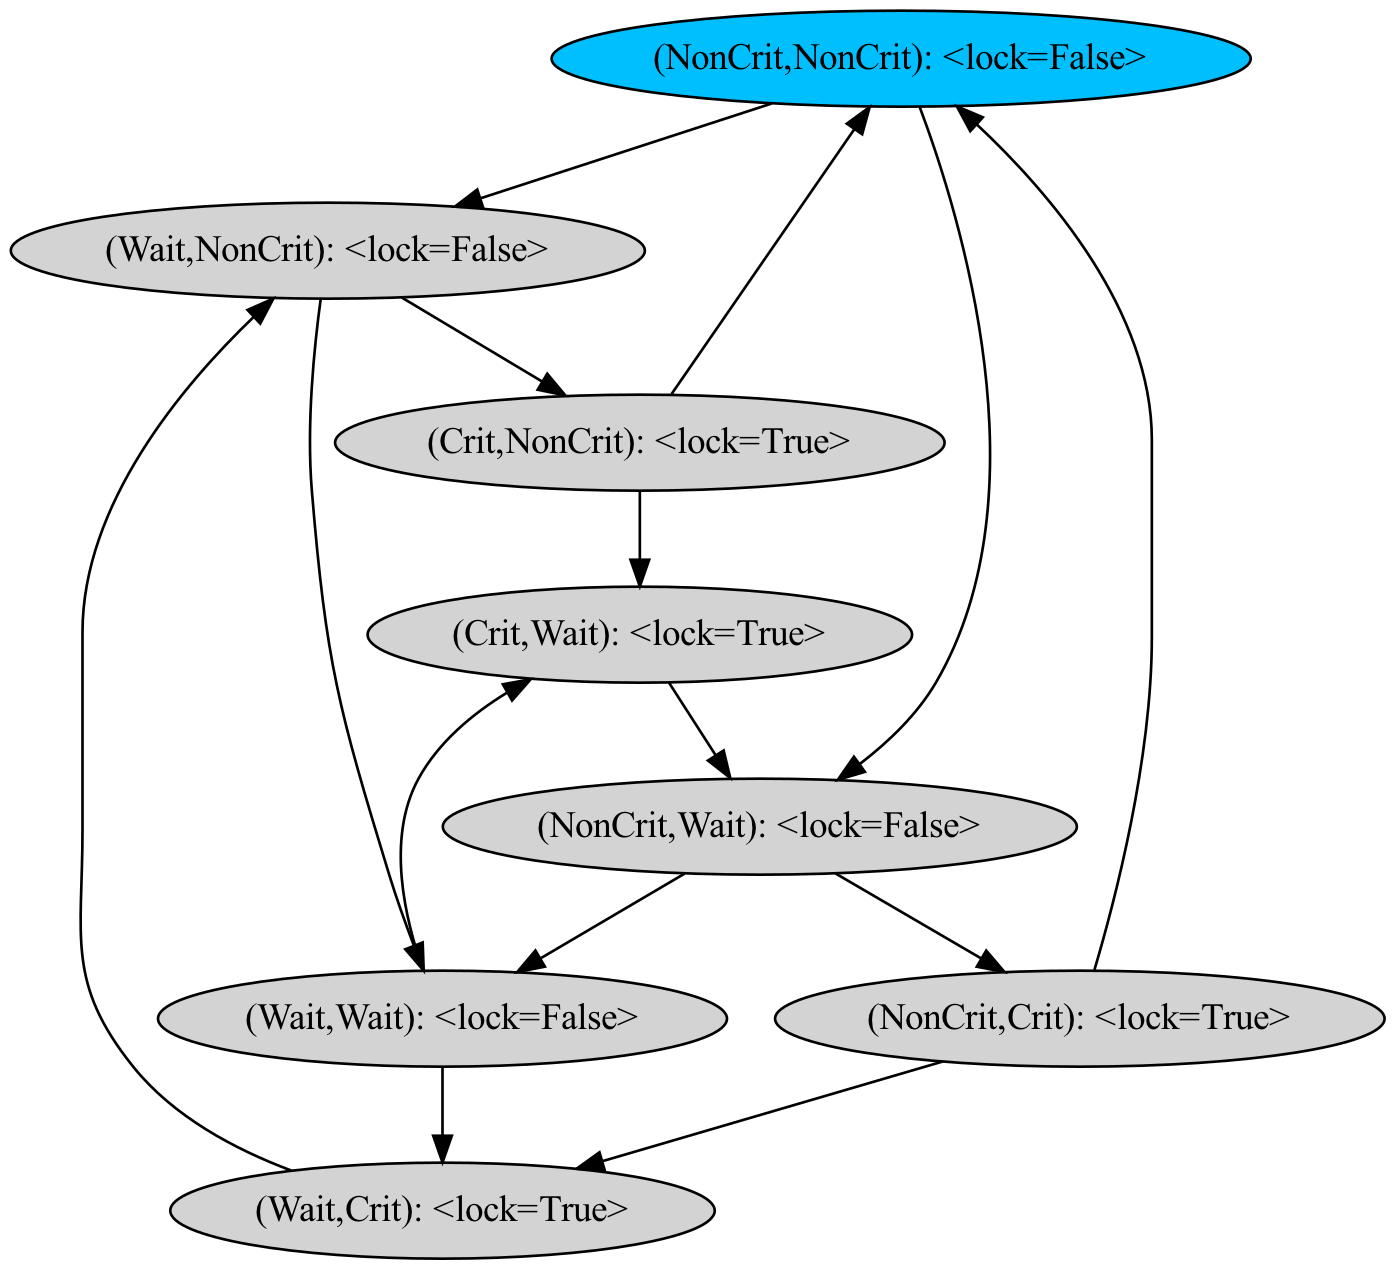 (NonCrit,NonCrit): <lock=False>
(Wait,NonCrit): <lock=False>
(Crit,NonCrit): <lock=True>
(Crit,Wait): <lock=True>
(NonCrit,Wait): <lock=False>
(Wait,Wait): <lock=False>
(NonCrit,Crit): <lock=True>
(Wait,Crit): <lock=True>